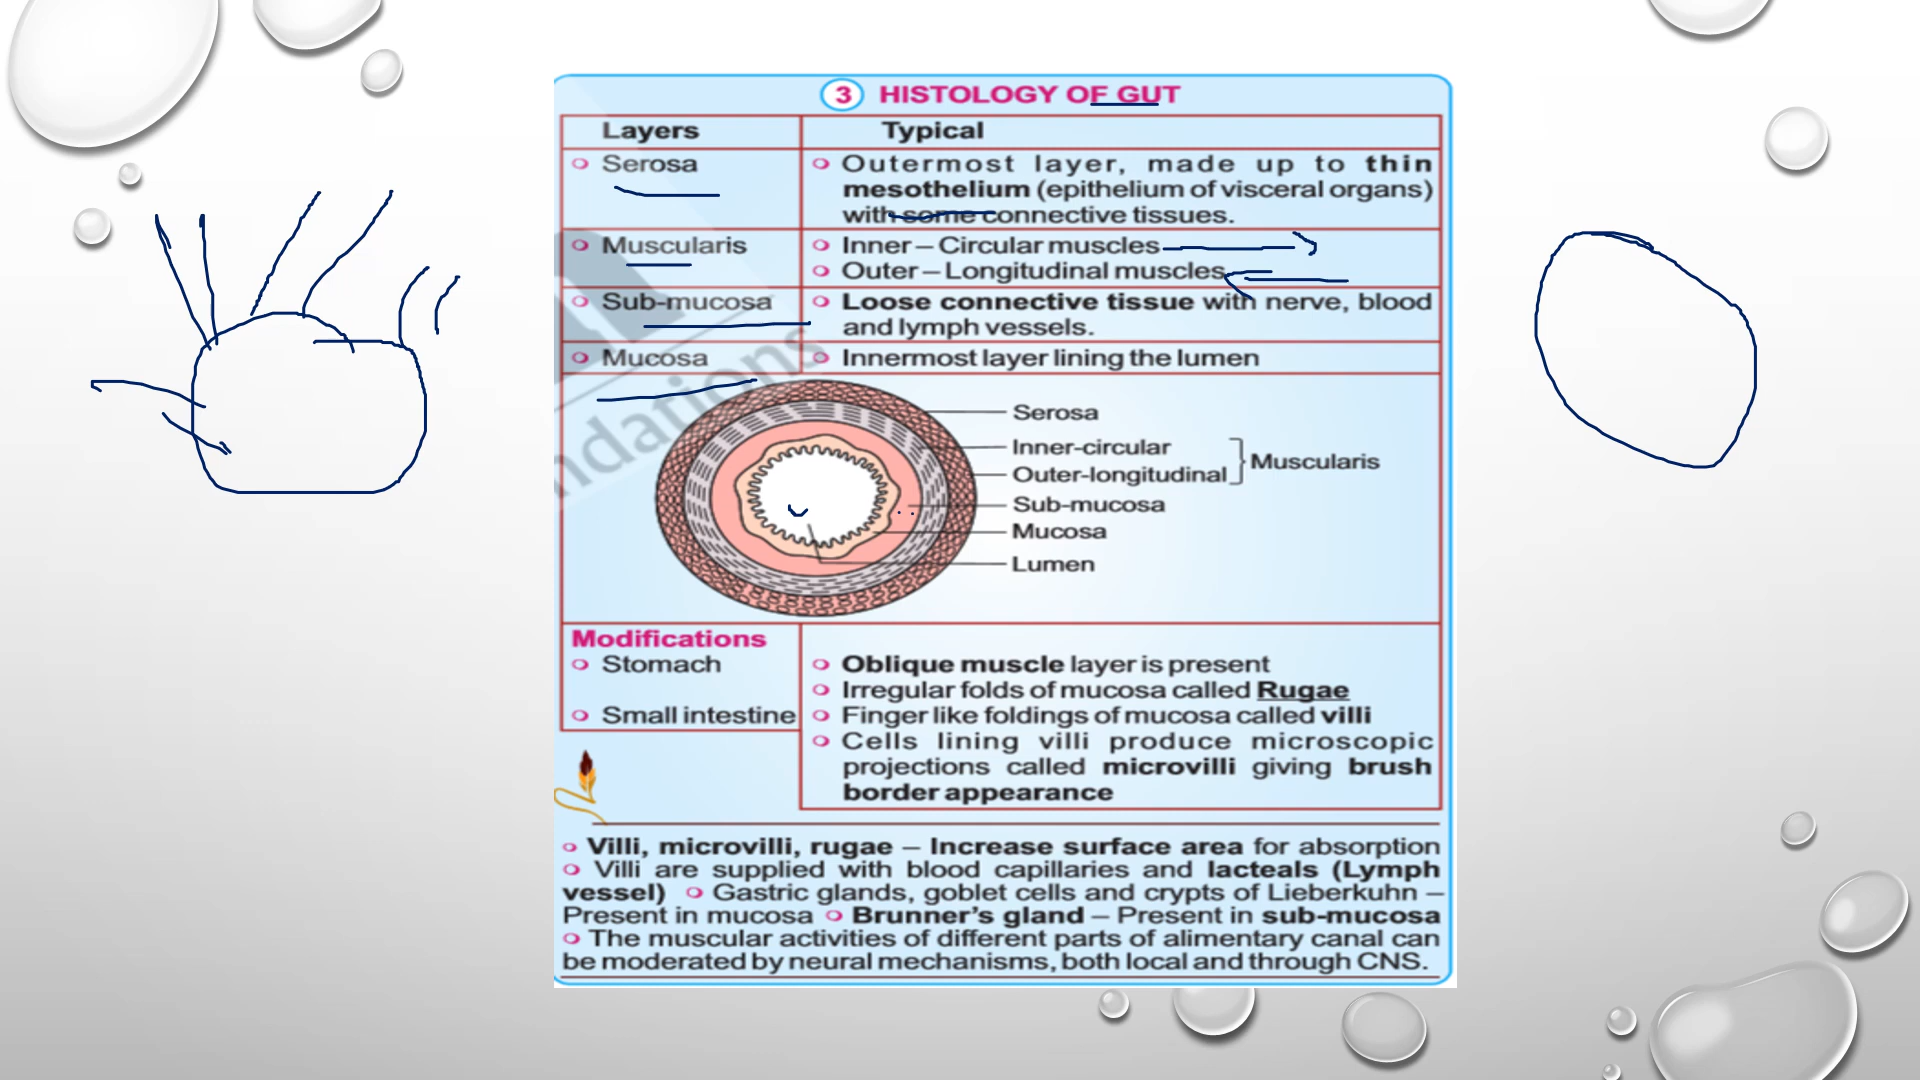 3 HISTOLOGY OF GUT
Layers Typical
Serosa Outermost layer, made up to thin
mesothelium (epithelium of visceral organs)
with some connective tissues.
Muscularis Inner – Circular muscles
Outer – Longitudinal muscles
Sub-mucosa Loose connective tissue with nerve, blood
and lymph vessels.
Mucosa Innermost layer lining the lumen
Serosa
Inner-circular
Outer-longitudinal
Muscularis
Sub-mucosa
Mucosa
Lumen
Modifications
Stomach Oblique muscle layer is present
Irregular folds of mucosa called Rugae
Small intestine Finger like foldings of mucosa called villi
Cells lining villi produce microscopic
projections called microvilli giving brush
border appearance
Villi, microvilli, rugae – Increase surface area for absorption
Villi are supplied with blood capillaries and lacteals (Lymph
vessel) Gastric glands, goblet cells and crypts of Lieberkuhn –
Present in mucosa Brunner's gland – Present in sub-mucosa
The muscular activities of different parts of alimentary canal can
be moderated by neural mechanisms, both local and through CNS.